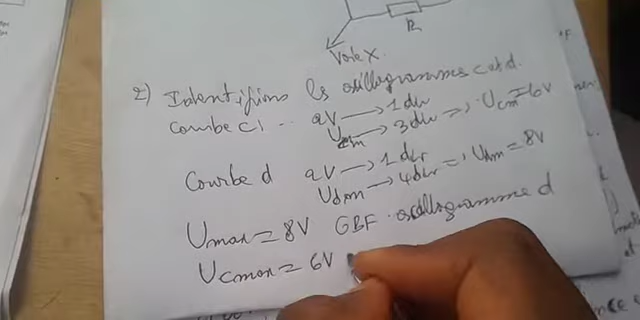 R
Voie X
2) Identifions les oscillogrammes c et d.
Courbe c : 2V → 1 div
Ucm → 3 div => Ucm = 6V
Courbe d 2V → 1 div
Udm → 4 div => Udm = 8V
Umax = 8V GBF oscillogramme d
UCmax = 6V